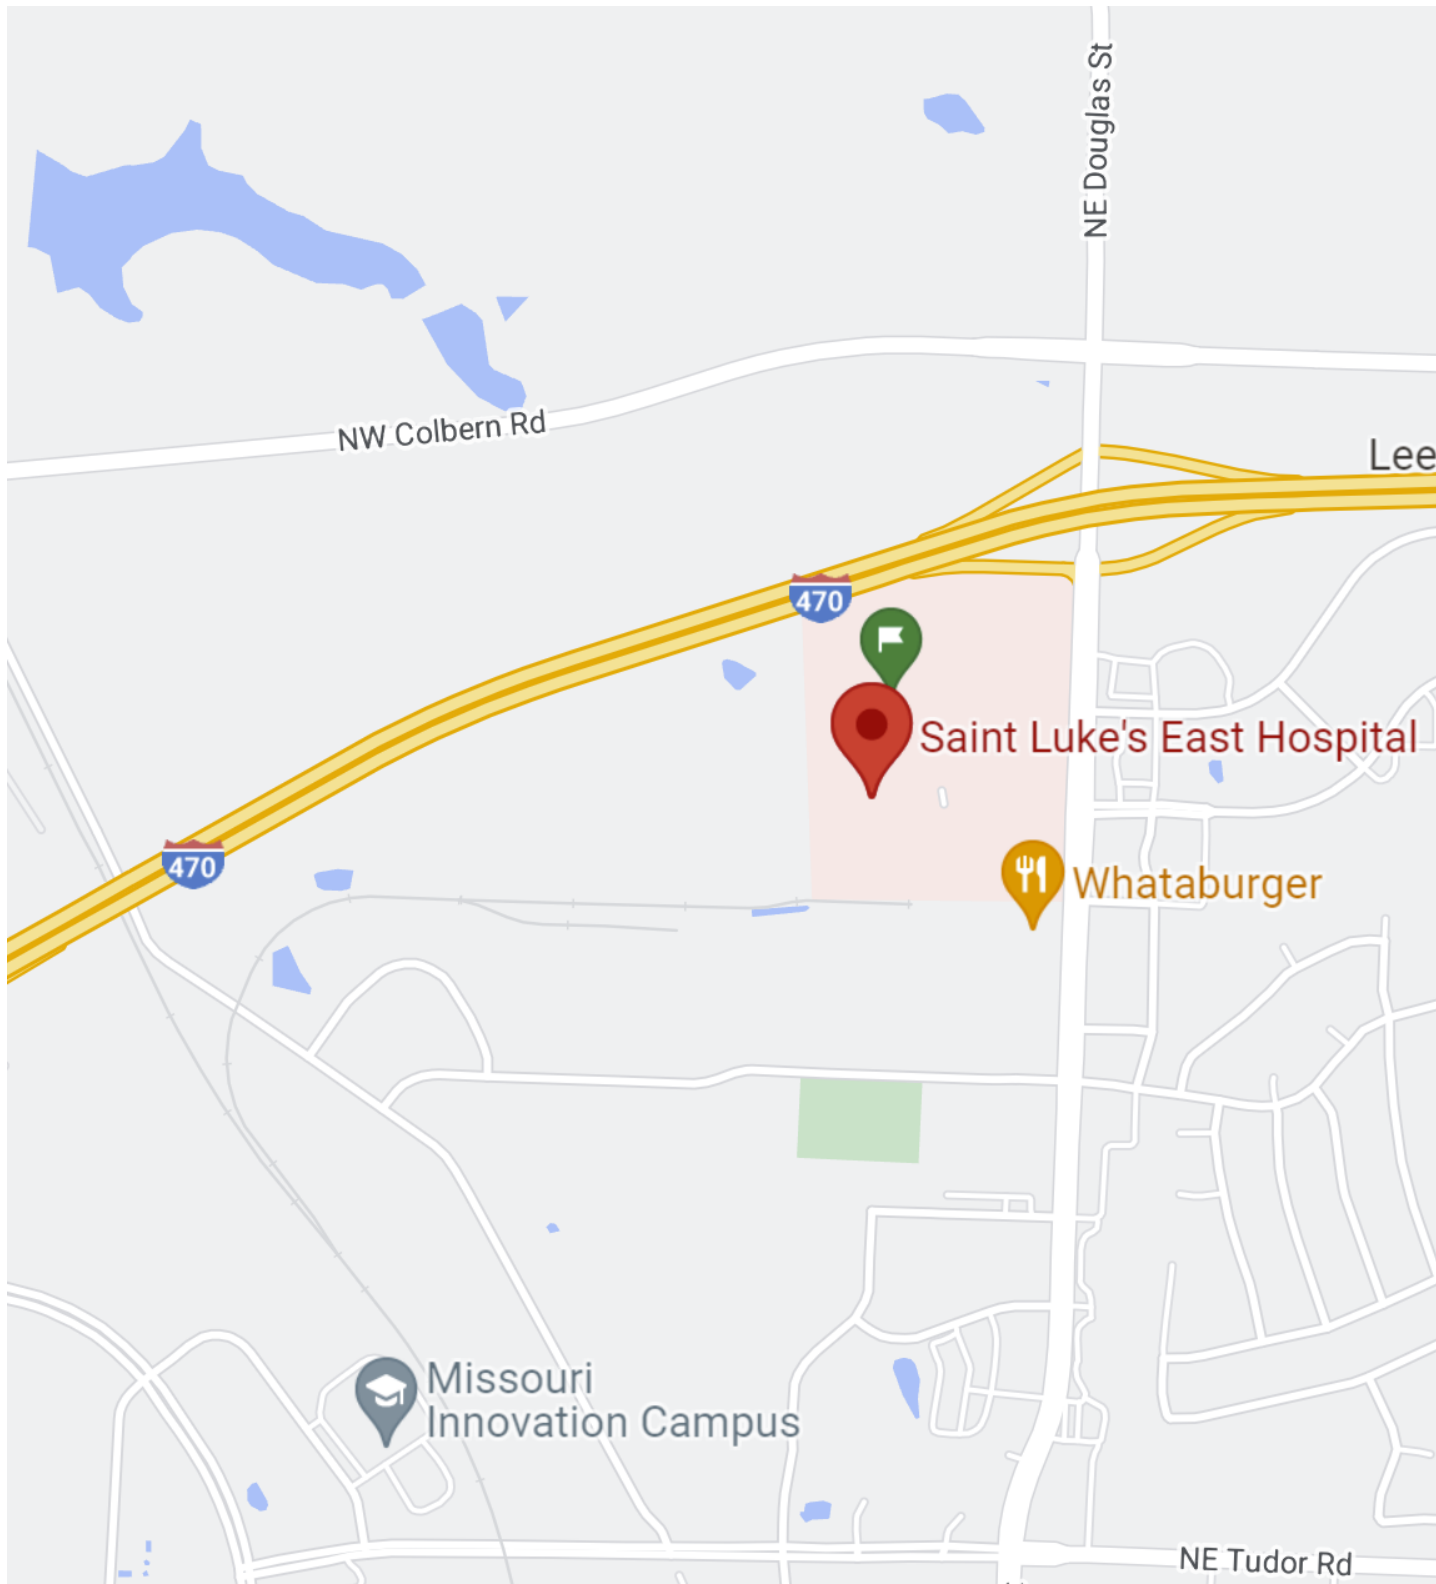 NE Douglas St
NW Colbern Rd
Lee
470
Saint Luke's East Hospital
470
Whataburger
Missouri
Innovation Campus
NE Tudor Rd